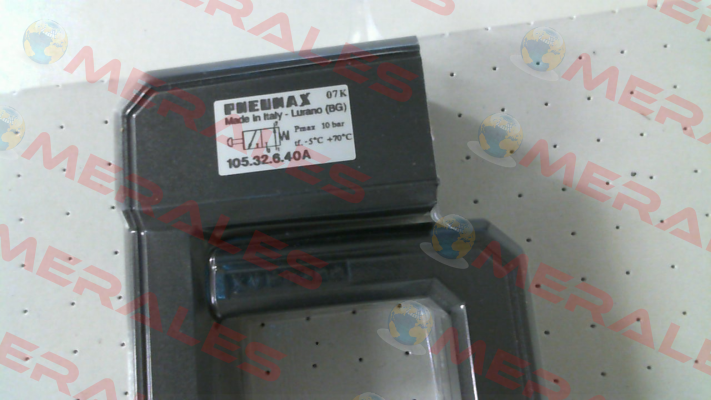 PNEUMAX 07K
Made in Italy - Lurano (BG)
Pmax 10 bar
tf. -5°C +70°C
105.32.6.40A
MERALES
MERALES
MERALES
MERALES
MERALES
MERALES